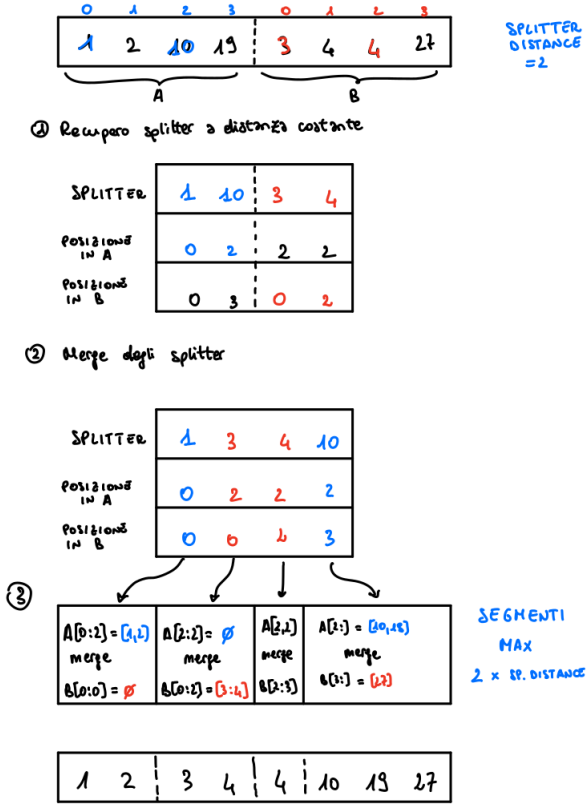 0 1 2 3 0 1 2 3
1 2 10 19 3 4 4 27
SPLITTER
DISTANCE
=2
A B
① Recupero splitter a distanza costante
SPLITTER 1 10 3 4
POSIZIONE
IN A
0 2 2 2
POSIZIONE
IN B
0 3 0 2
② Merge degli splitter
SPLITTER 1 3 4 10
POSIZIONE
IN A
0 2 2 2
POSIZIONE
IN B
0 0 2 3
③
A[0:2] = [1,2]
merge
B[0:0] = ∅
A[2:2] = ∅
merge
B[0:2] = [3:4]
A[2,2]
merge
B[2:3]
A[2:] = [10,19]
merge
B[3:] = [27]
SEGMENTI
MAX
2 x SP. DISTANCE
1 2 3 4 4 10 19 27